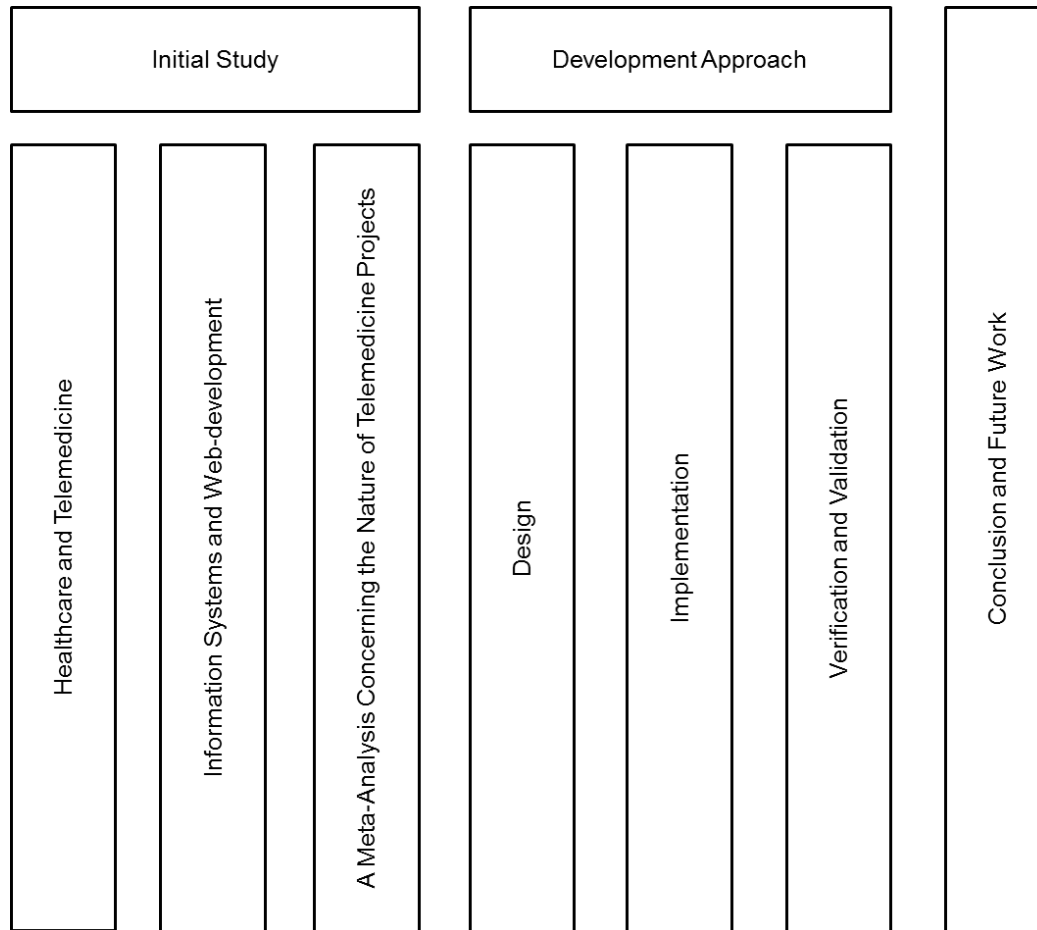 Initial Study
Development Approach
Healthcare and Telemedicine
Information Systems and Web-development
A Meta-Analysis Concerning the Nature of Telemedicine Projects
Design
Implementation
Verification and Validation
Conclusion and Future Work